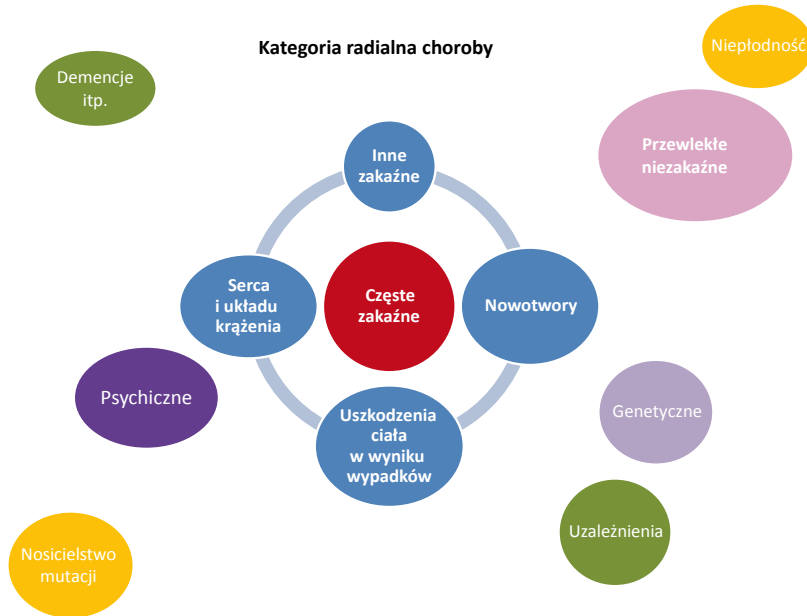 Kategoria radialna choroby
Niepłodność
Demencje
itp.
Przewlekłe
niezakaźne
Inne
zakaźne
Serca
i układu
krążenia
Częste
zakaźne
Nowotwory
Psychiczne
Uszkodzenia
ciała
w wyniku
wypadków
Genetyczne
Uzależnienia
Nosicielstwo
mutacji